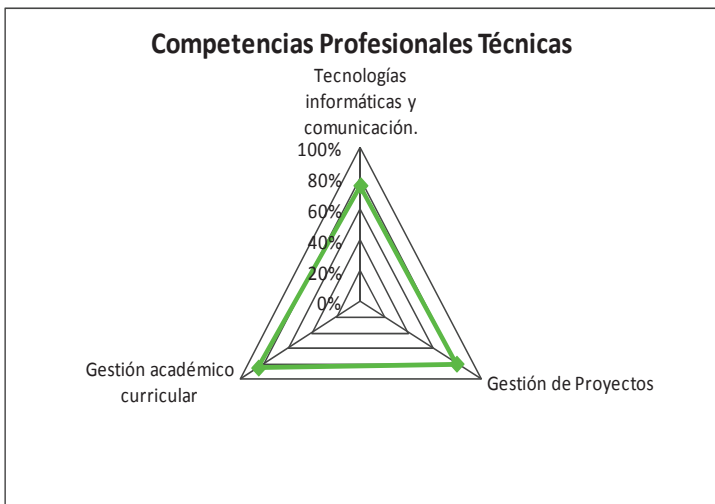 Competencias Profesionales Técnicas
Tecnologías
informáticas y
comunicación.
100%
80%
60%
40%
20%
0%
Gestión académico
curricular
Gestión de Proyectos